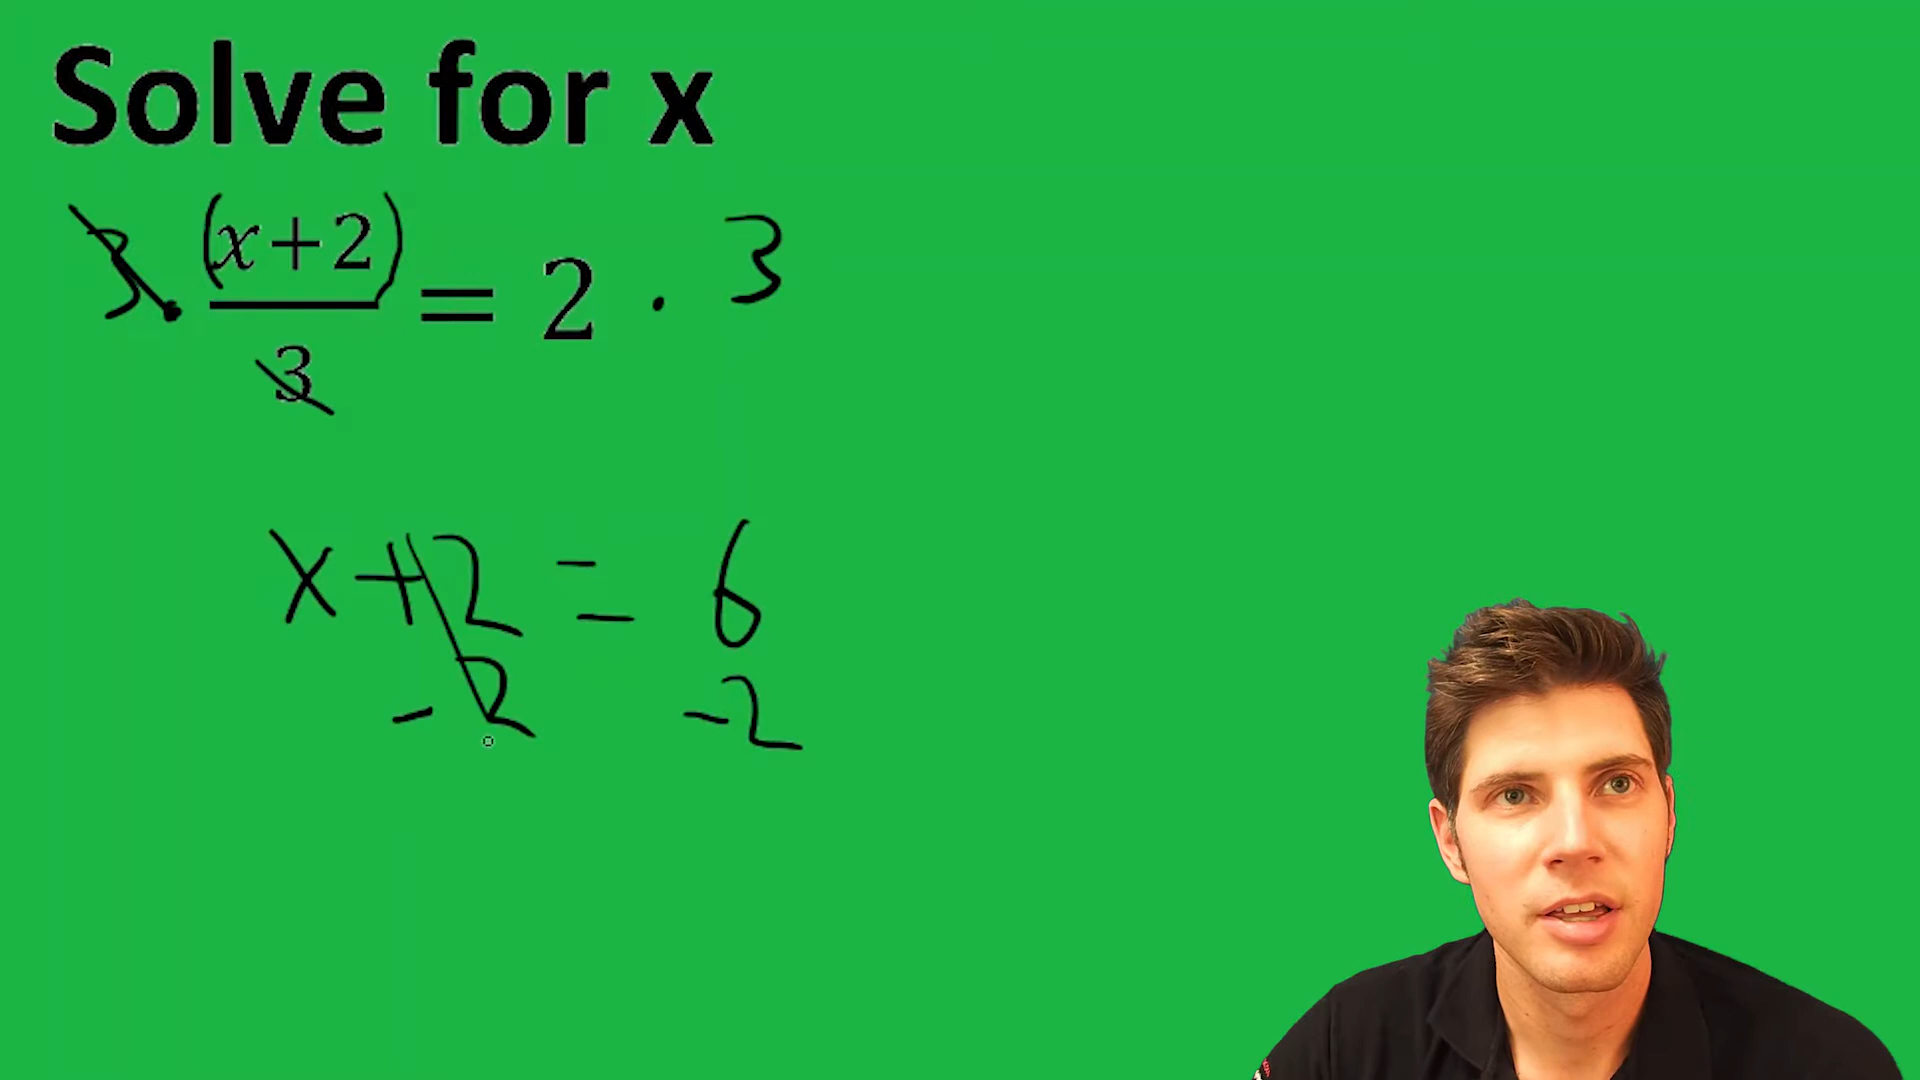 Solve for x
3 · (x+2)/3 = 2 · 3
x+2 = 6
-2 -2